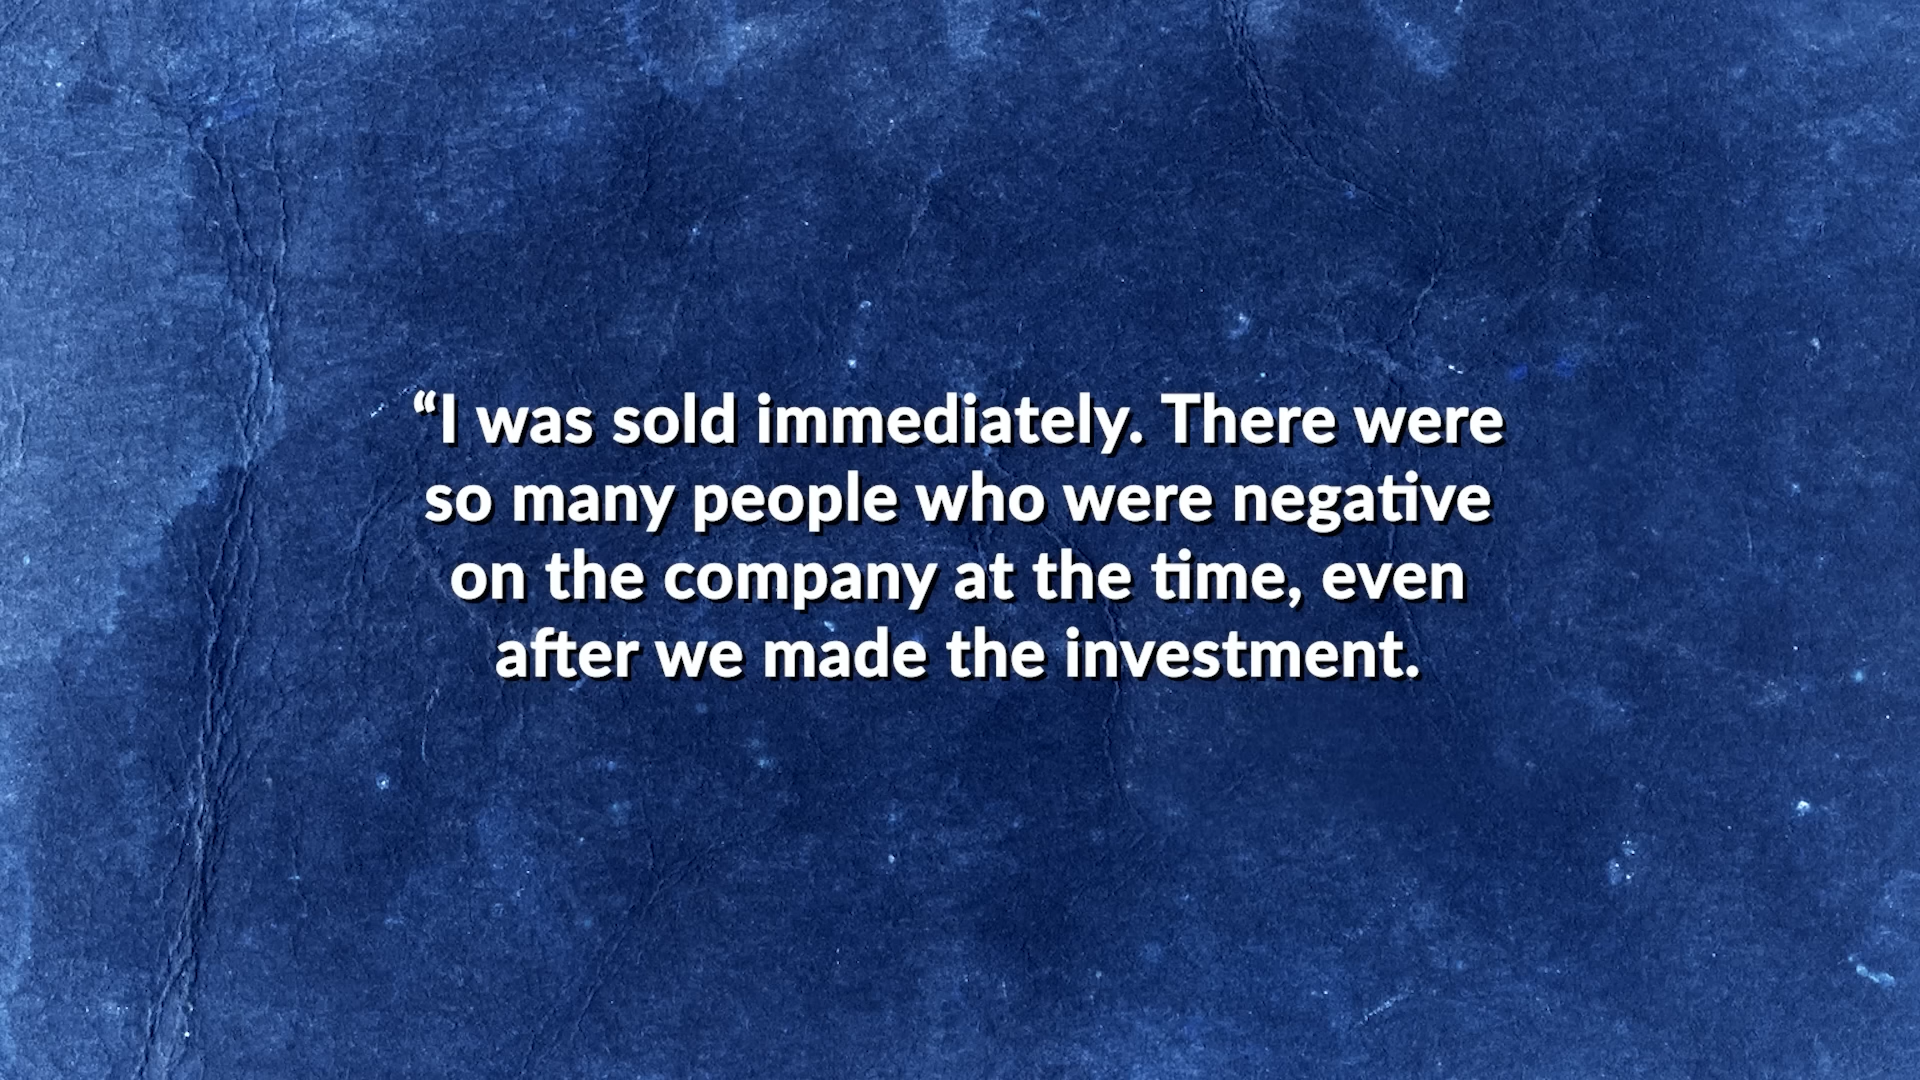 “I was sold immediately. There were
so many people who were negative
on the company at the time, even
after we made the investment.